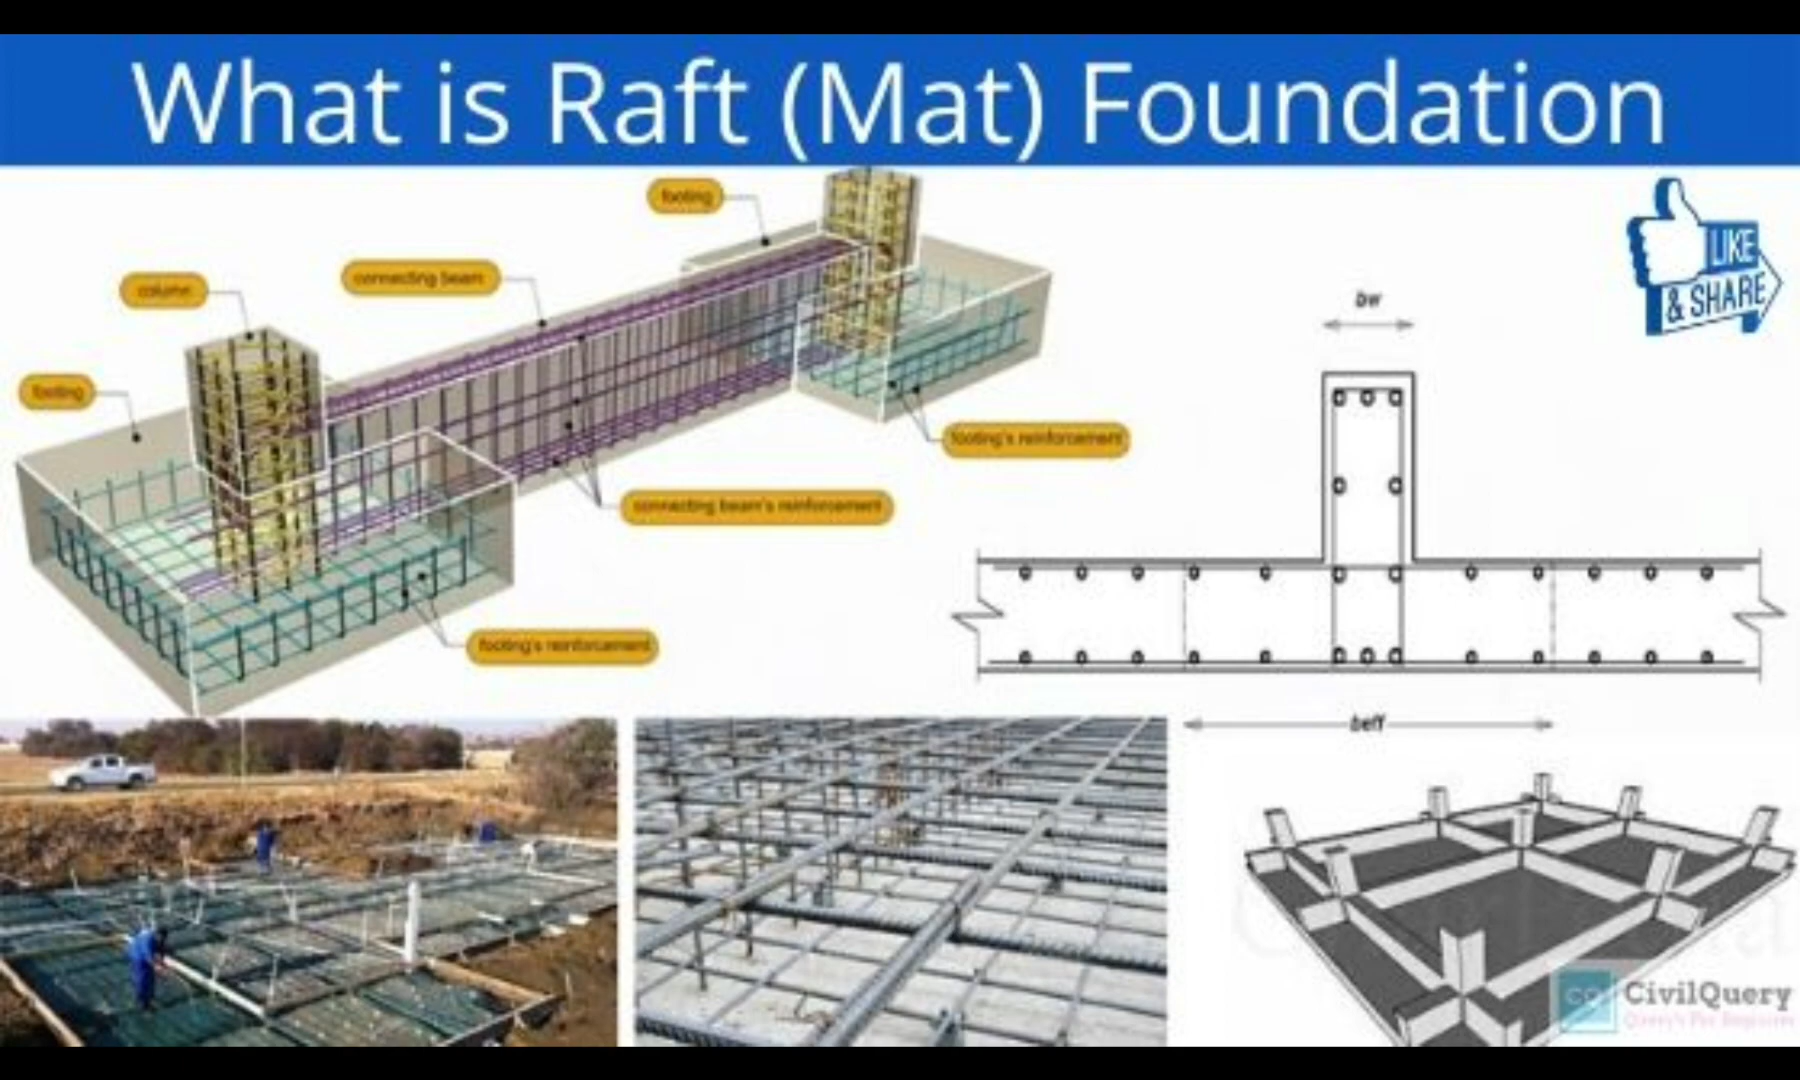 What is Raft (Mat) Foundation
footing
column
connecting beam
footing
LIKE
& SHARE
bw
footing's reinforcement
connecting beam's reinforcement
footing's reinforcement
beff
CivilQuery